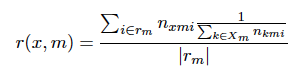 r(x, m) = \frac{\sum_{i \in r_m} n_{xmi} \frac{1}{\sum_{k \in X_m} n_{kmi}}}{|r_m|}